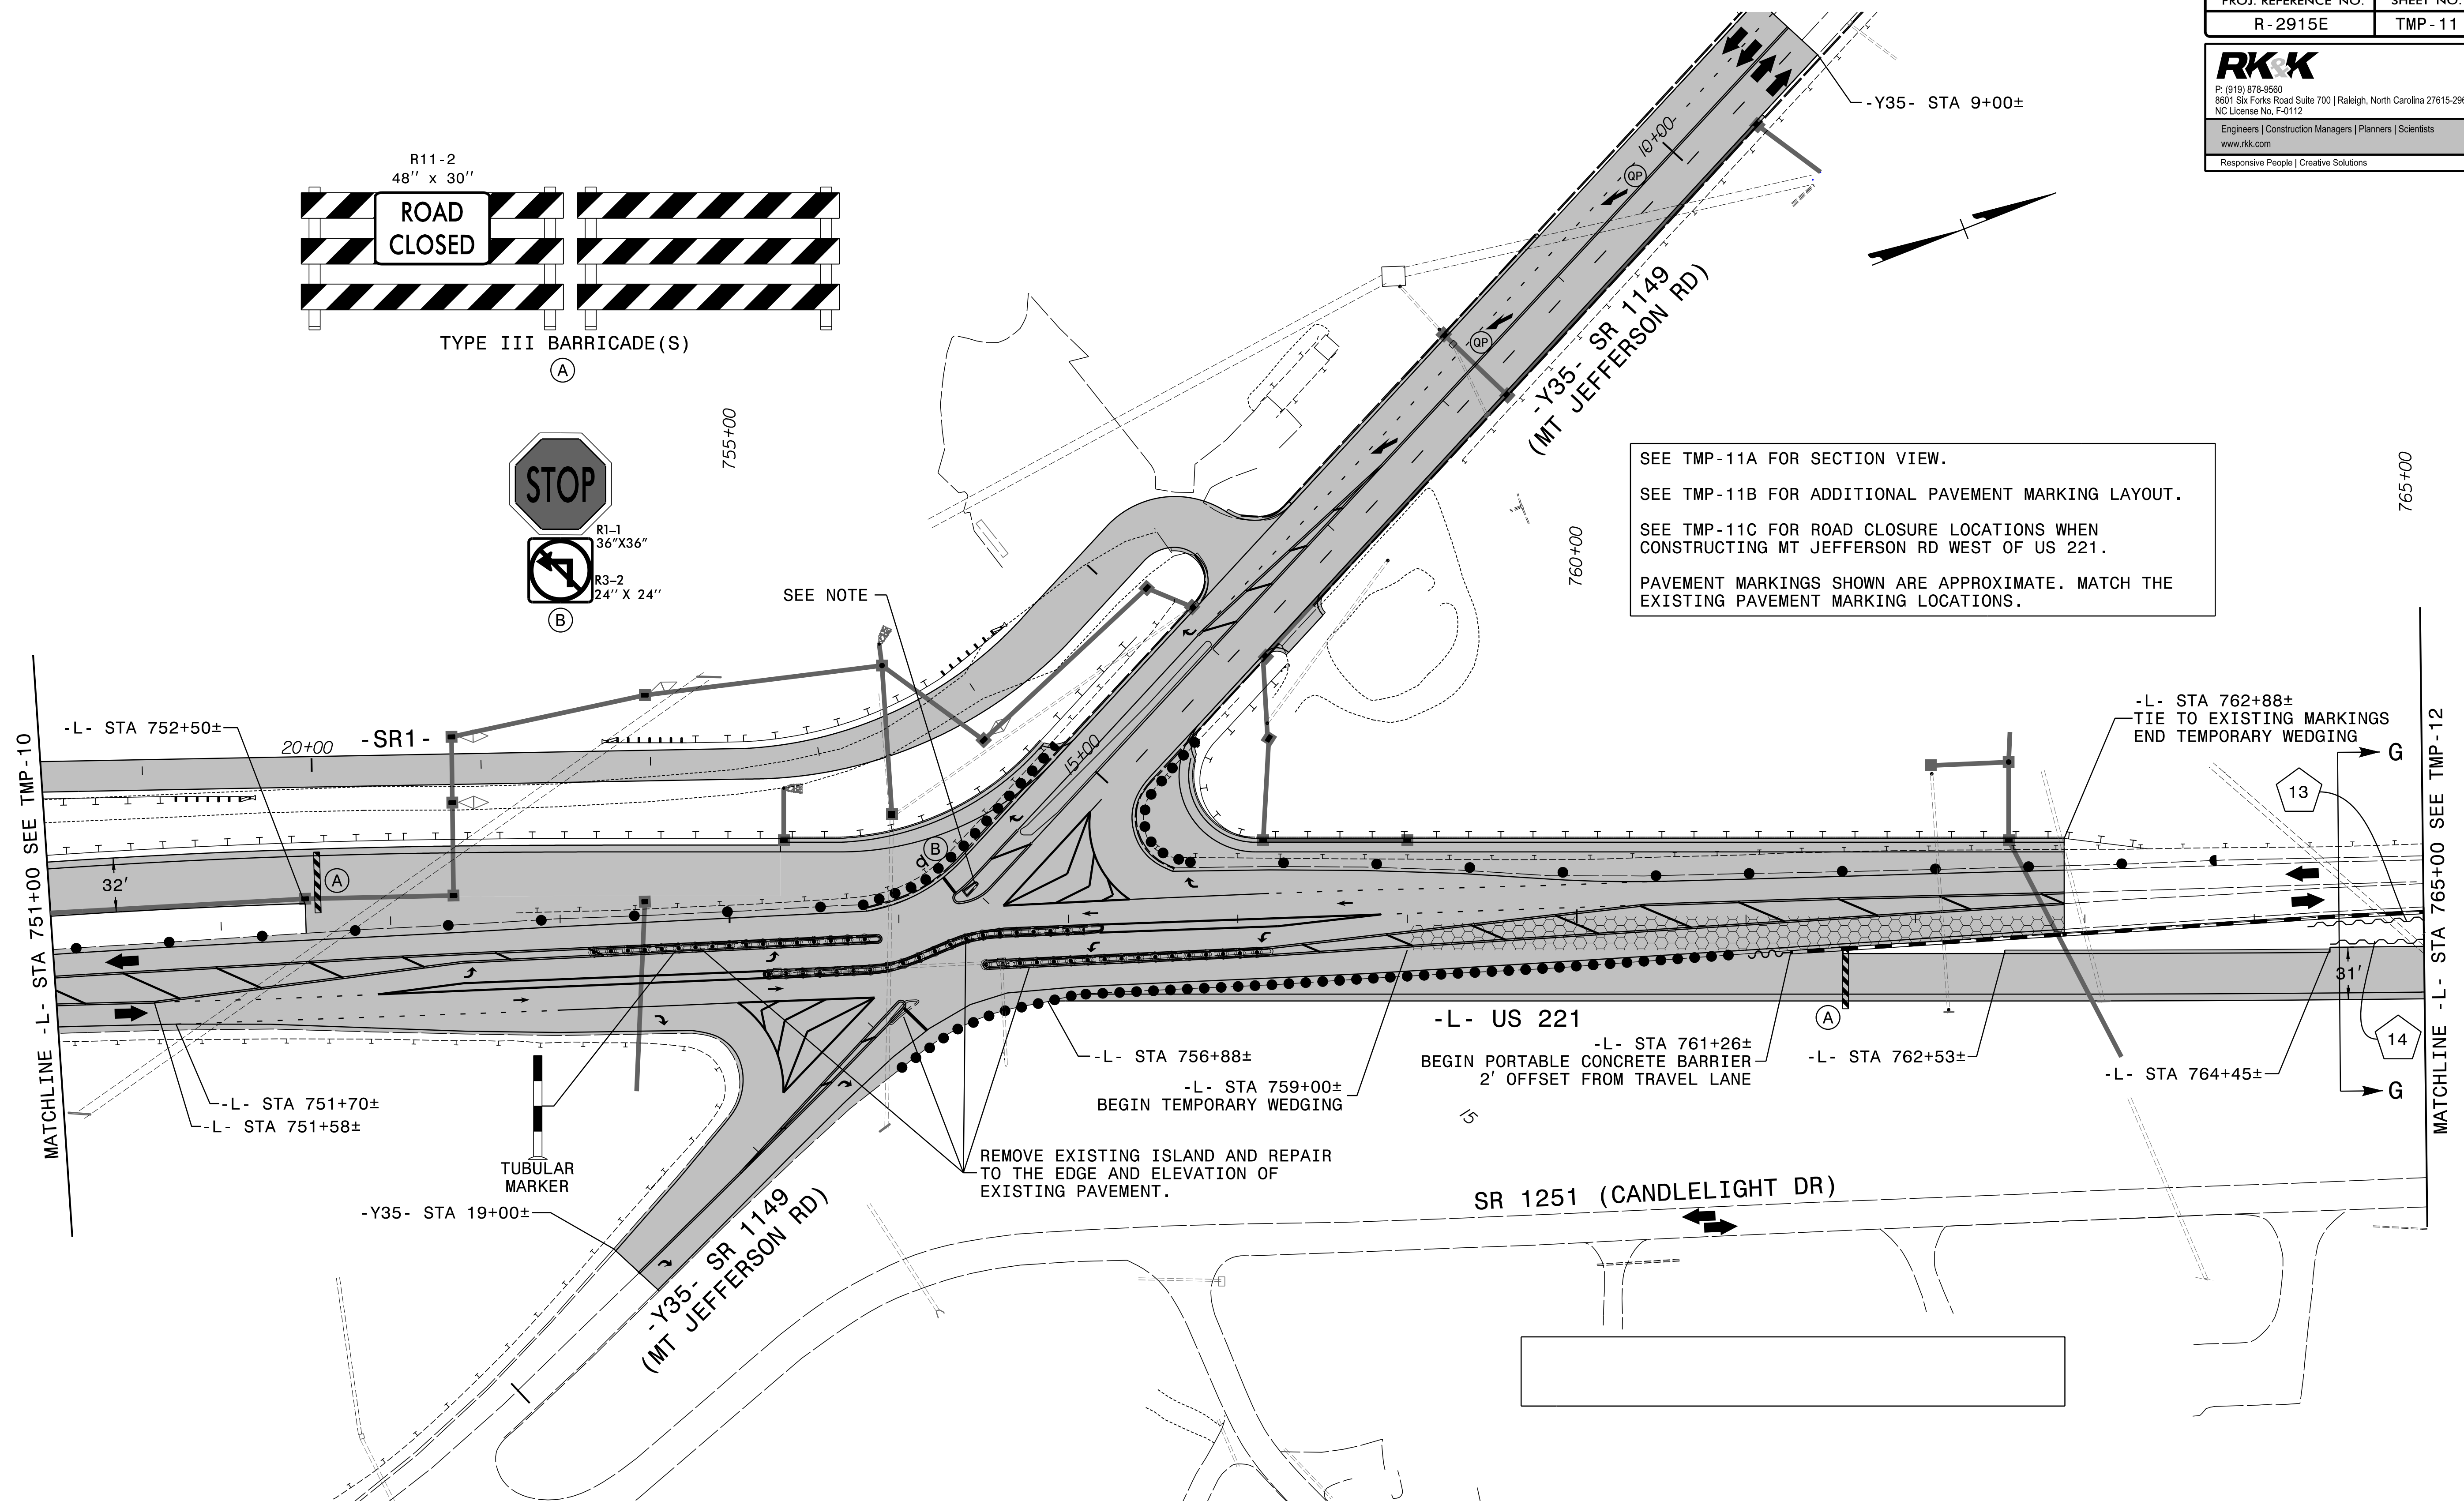 PROJ. REFERENCE NO.
SHEET NO.
R-2915E
TMP-11
RK&K
P: (919) 878-9560
8601 Six Forks Road Suite 700 | Raleigh, North Carolina 27615-296
NC License No. F-0112
Engineers | Construction Managers | Planners | Scientists
www.rkk.com
Responsive People | Creative Solutions
-Y35- STA 9+00±
10+00
QP
QP
R11-2
48'' x 30''
ROAD
CLOSED
TYPE III BARRICADE(S)
A
STOP
R1-1
36"X36"
R3-2
24'' X 24''
B
755+00
760+00
765+00
-Y35- SR 1149
(MT JEFFERSON RD)
SEE TMP-11A FOR SECTION VIEW.
SEE TMP-11B FOR ADDITIONAL PAVEMENT MARKING LAYOUT.
SEE TMP-11C FOR ROAD CLOSURE LOCATIONS WHEN
CONSTRUCTING MT JEFFERSON RD WEST OF US 221.
PAVEMENT MARKINGS SHOWN ARE APPROXIMATE. MATCH THE
EXISTING PAVEMENT MARKING LOCATIONS.
SEE NOTE
MATCHLINE -L- STA 751+00 SEE TMP-10
-L- STA 752+50±
20+00
-SR1-
15+00
-L- STA 762+88±
TIE TO EXISTING MARKINGS
END TEMPORARY WEDGING
G
13
MATCHLINE -L- STA 765+00 SEE TMP-12
32'
A
B
31'
14
G
-L- US 221
A
-L- STA 756+88±
-L- STA 761+26±
BEGIN PORTABLE CONCRETE BARRIER
2' OFFSET FROM TRAVEL LANE
-L- STA 762+53±
-L- STA 764+45±
-L- STA 759+00±
BEGIN TEMPORARY WEDGING
15
-L- STA 751+70±
-L- STA 751+58±
TUBULAR
MARKER
REMOVE EXISTING ISLAND AND REPAIR
TO THE EDGE AND ELEVATION OF
EXISTING PAVEMENT.
-Y35- STA 19+00±
-Y35- SR 1149
(MT JEFFERSON RD)
SR 1251 (CANDLELIGHT DR)